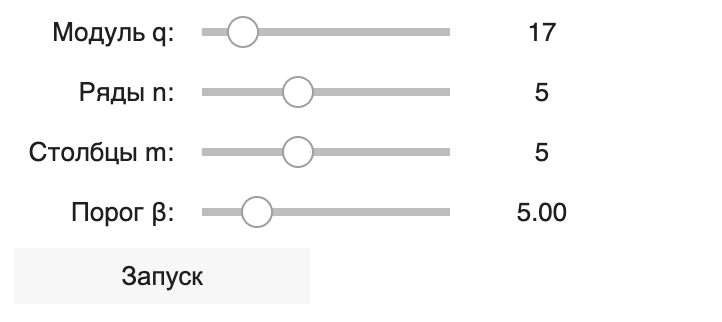 Модуль q: 17
Ряды n: 5
Столбцы m: 5
Порог β: 5.00
Запуск